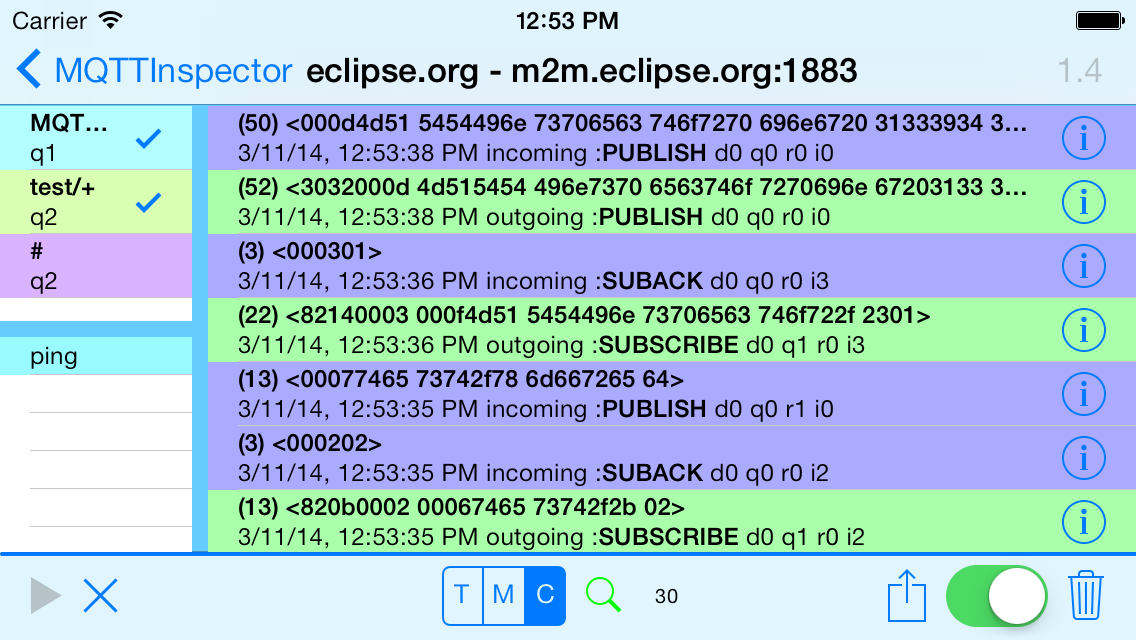 Carrier 12:53 PM
MQTTInspector eclipse.org - m2m.eclipse.org:1883 1.4
MQT...
q1
test/+
q2
#
q2
ping
(50) <000d4d51 5454496e 73706563 746f7270 696e6720 31333934 3...
3/11/14, 12:53:38 PM incoming :PUBLISH d0 q0 r0 i0
(52) <3032000d 4d515454 496e7370 6563746f 7270696e 67203133 3...
3/11/14, 12:53:38 PM outgoing :PUBLISH d0 q0 r0 i0
(3) <000301>
3/11/14, 12:53:36 PM incoming :SUBACK d0 q0 r0 i3
(22) <82140003 000f4d51 5454496e 73706563 746f722f 2301>
3/11/14, 12:53:36 PM outgoing :SUBSCRIBE d0 q1 r0 i3
(13) <00077465 73742f78 6d667265 64>
3/11/14, 12:53:35 PM incoming :PUBLISH d0 q0 r1 i0
(3) <000202>
3/11/14, 12:53:35 PM incoming :SUBACK d0 q0 r0 i2
(13) <820b0002 00067465 73742f2b 02>
3/11/14, 12:53:35 PM outgoing :SUBSCRIBE d0 q1 r0 i2
T M C 30